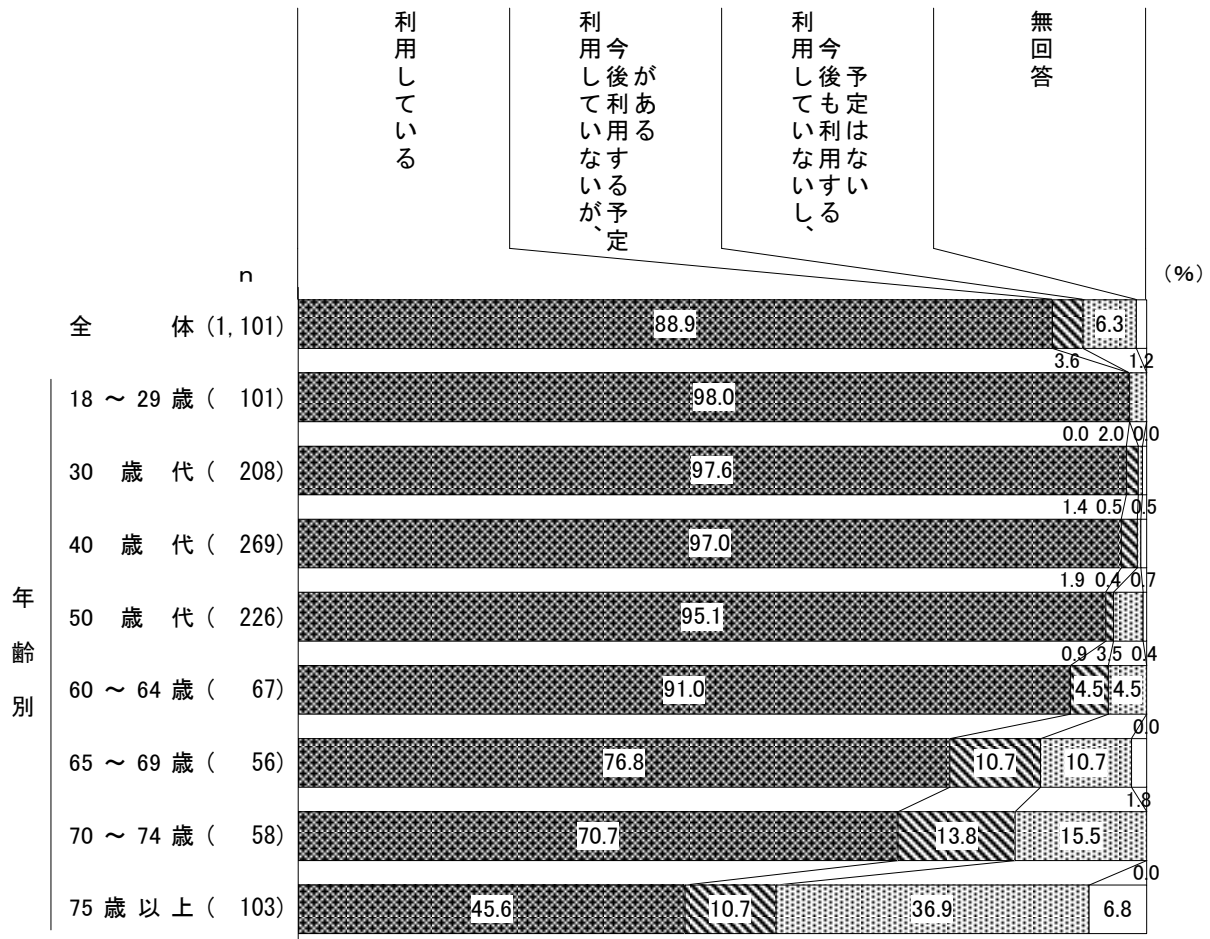 利用している
利用していないが、
今後利用する予定
がある
利用していないし、
今後も利用する
予定はない
無回答
n
(%)
全体 (1,101)
88.9
6.3
3.6
1.2
18 ～ 29 歳 ( 101)
98.0
0.0 2.0 0.0
30 歳 代 ( 208)
97.6
1.4 0.5 0.5
40 歳 代 ( 269)
97.0
1.9 0.4 0.7
50 歳 代 ( 226)
95.1
0.9 3.5 0.4
60 ～ 64 歳 ( 67)
91.0
4.5
4.5
0.0
65 ～ 69 歳 ( 56)
76.8
10.7
10.7
1.8
70 ～ 74 歳 ( 58)
70.7
13.8
15.5
0.0
75 歳 以 上 ( 103)
45.6
10.7
36.9
6.8
年齢別